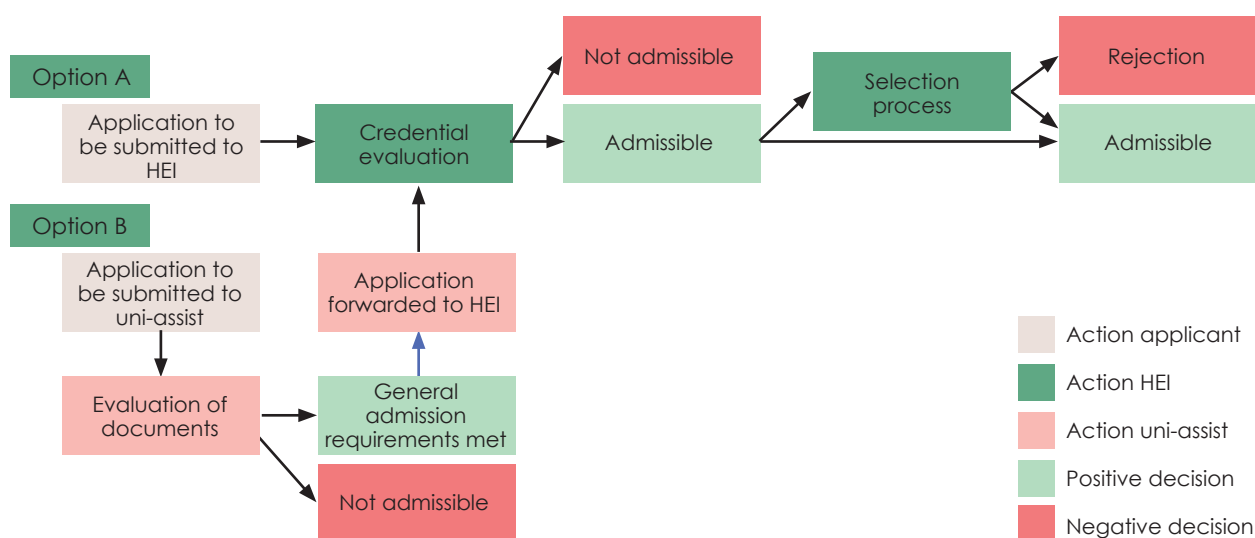 Option A
Application to
be submitted to
HEI
Credential
evaluation
Not admissible
Admissible
Selection
process
Rejection
Admissible
Option B
Application to
be submitted to
uni-assist
Application
forwarded to HEI
Evaluation of
documents
General
admission
requirements met
Not admissible
Action applicant
Action HEI
Action uni-assist
Positive decision
Negative decision